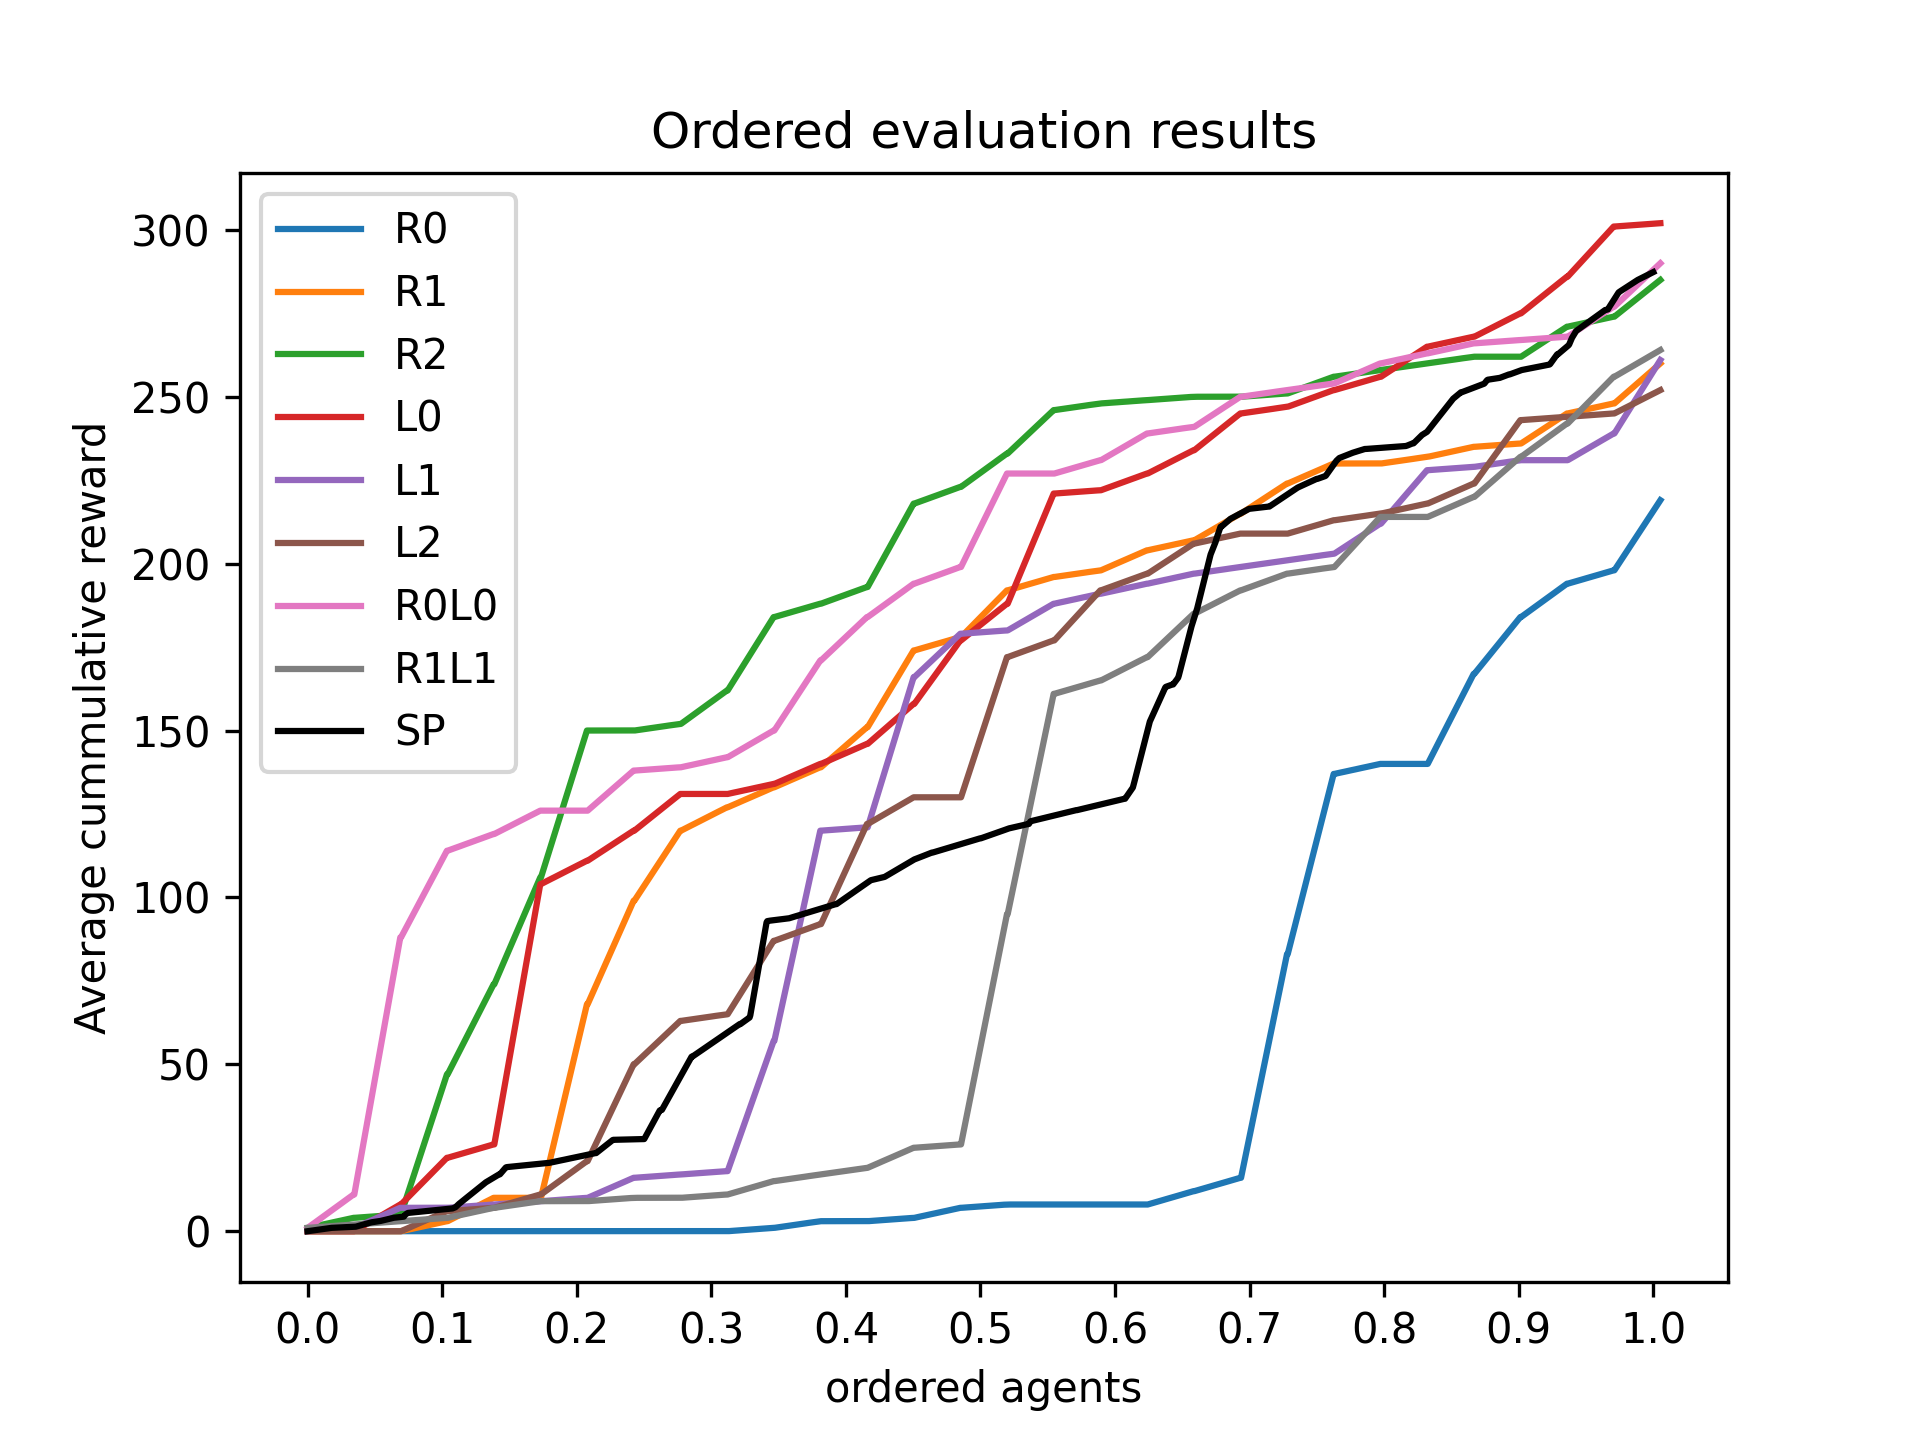 Ordered evaluation results
300
250
200
150
100
50
0
Average cummulative reward
R0
R1
R2
L0
L1
L2
R0L0
R1L1
SP
0.0 0.1 0.2 0.3 0.4 0.5 0.6 0.7 0.8 0.9 1.0
ordered agents